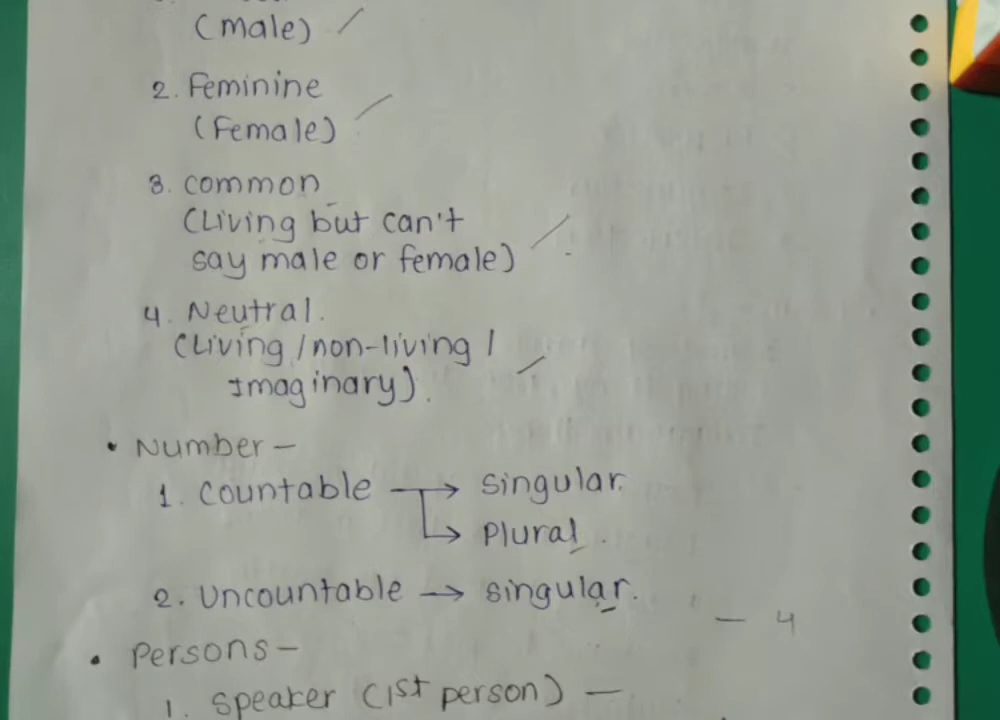 (male)
2. Feminine
(Female)
3. common
(Living but can't
say male or female)
4. Neutral.
(Living / non-living /
Imaginary).
• Number -
1. Countable → singular.
→ Plural.
2. Uncountable → singular.
- 4
• Persons -
1. Speaker (1st person) -